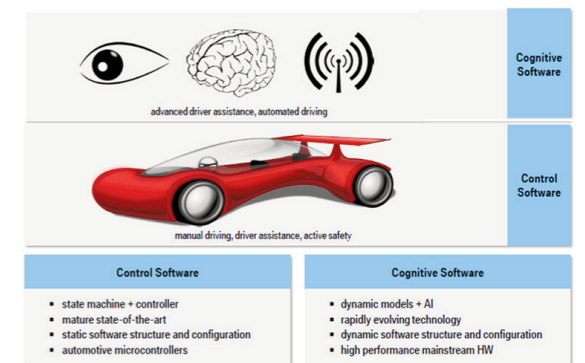 Cognitive
Software
advanced driver assistance, automated driving
Control
Software
manual driving, driver assistance, active safety
Control Software
▪ state machine + controller
▪ mature state-of-the-art
▪ static software structure and configuration
▪ automotive microcontrollers
Cognitive Software
▪ dynamic models + AI
▪ rapidly evolving technology
▪ dynamic software structure and configuration
▪ high performance mainstream HW